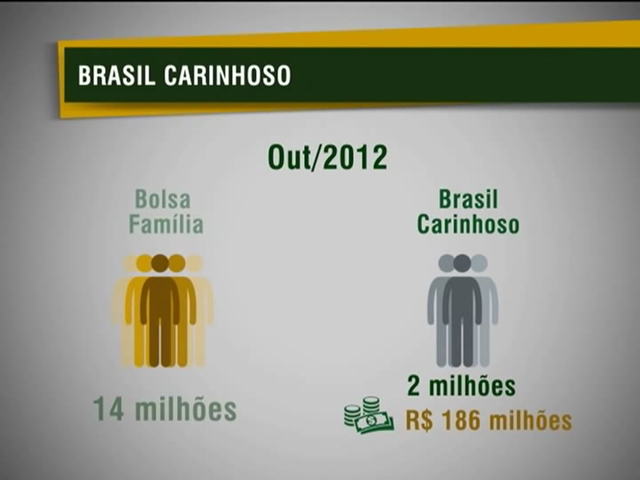 BRASIL CARINHOSO
Out/2012
Bolsa
Família
14 milhões
Brasil
Carinhoso
2 milhões
R$ 186 milhões